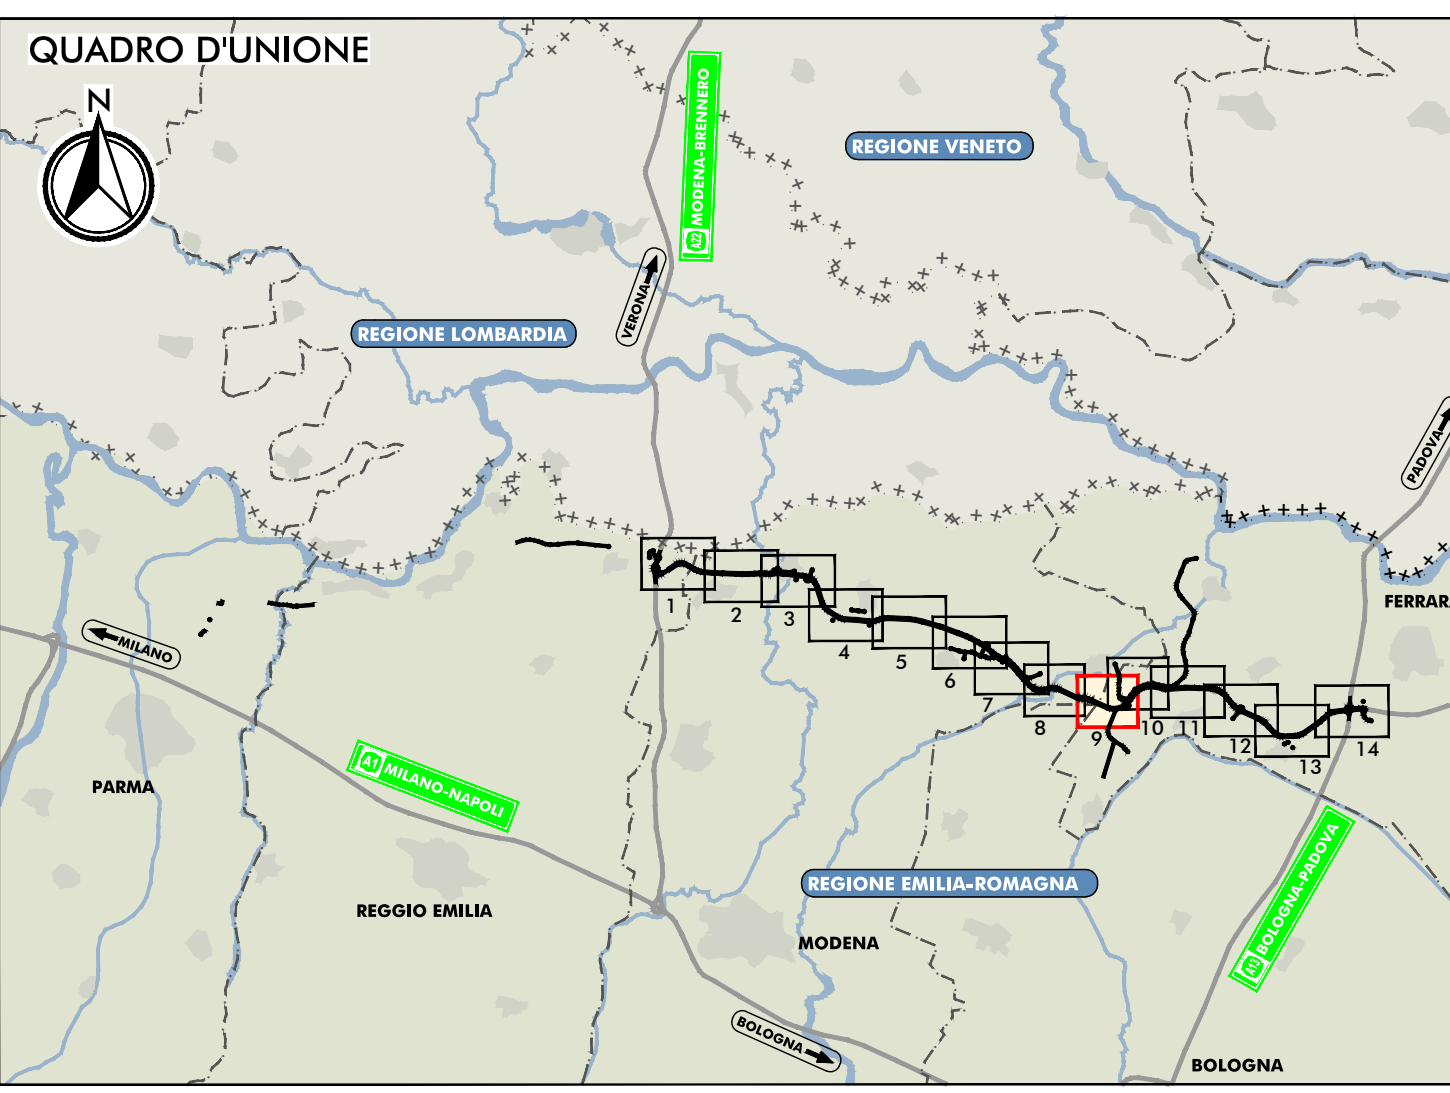 QUADRO D'UNIONE
N
A22 MODENA-BRENNERO
REGIONE VENETO
VERONA
REGIONE LOMBARDIA
PADOVA
FERRAR
MILANO
1
2
3
4
5
6
7
8
9
10
11
12
13
14
PARMA
A1 MILANO-NAPOLI
REGIONE EMILIA-ROMAGNA
A13 BOLOGNA-PADOVA
REGGIO EMILIA
MODENA
BOLOGNA
BOLOGNA